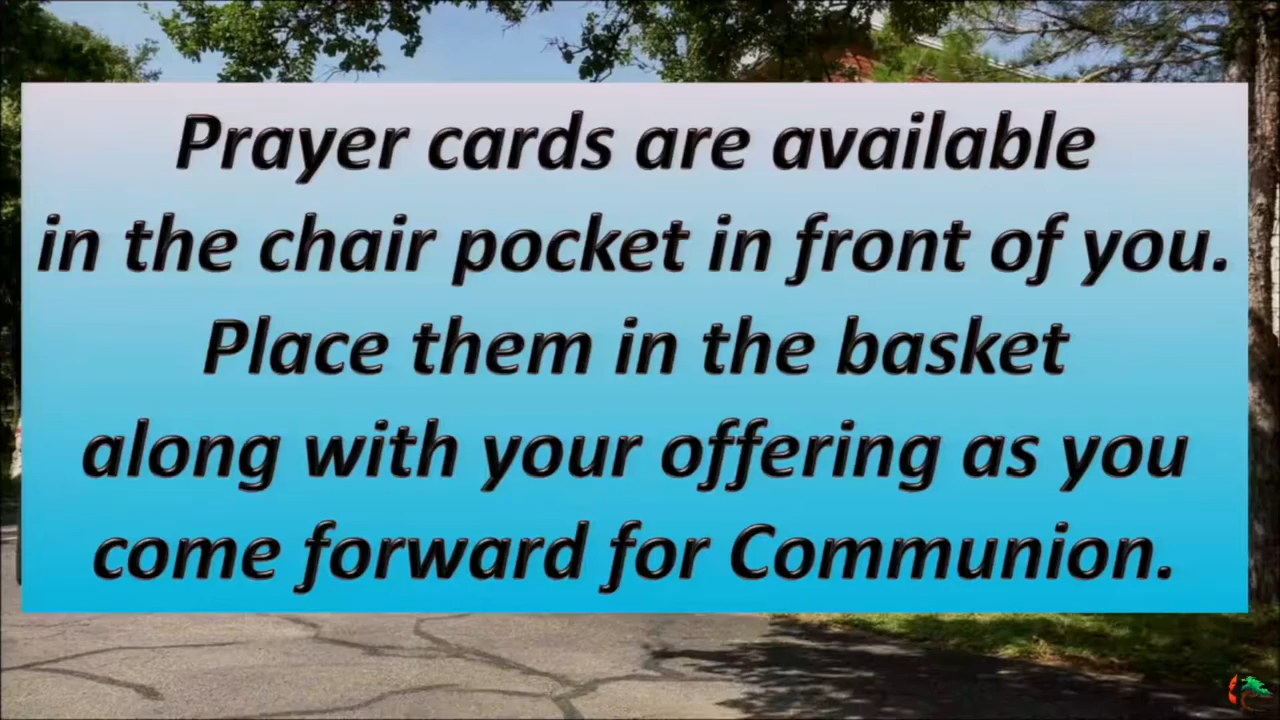 Prayer cards are available
in the chair pocket in front of you.
Place them in the basket
along with your offering as you
come forward for Communion.